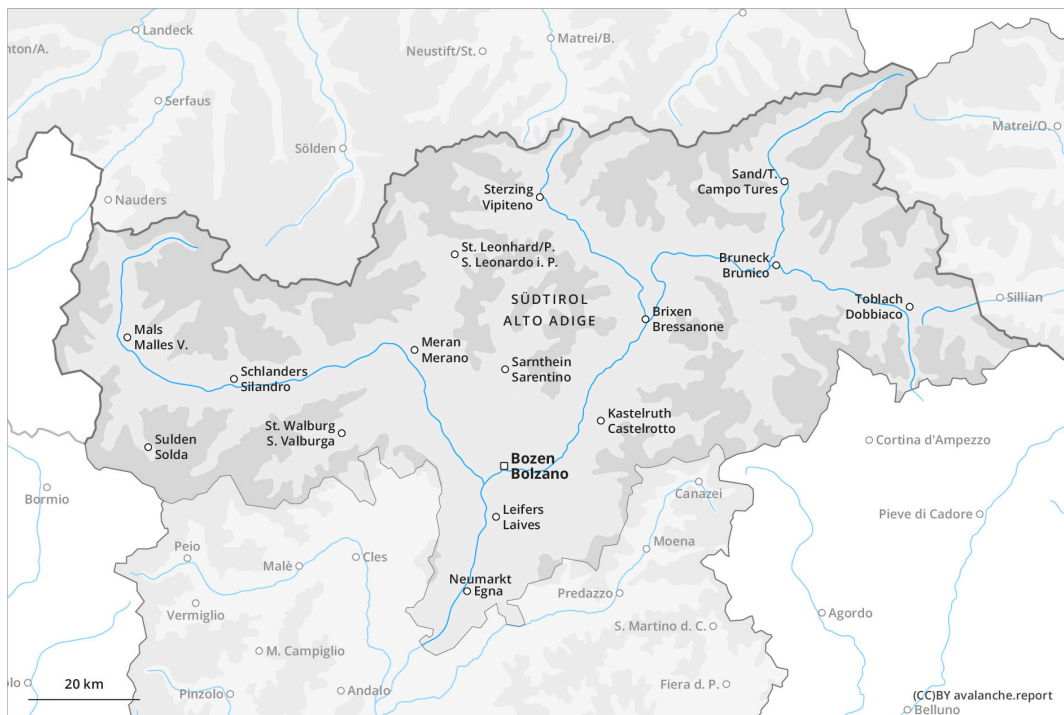 Landeck
Matrei/B.
nton/A.
Neustift/St.
Serfaus
Matrei/O.
Sölden
Sand/T.
Campo Tures
Sterzing
Vipiteno
Nauders
St. Leonhard/P.
S. Leonardo i. P.
Bruneck
Brunico
SÜDTIROL
ALTO ADIGE
Toblach
Dobbiaco
Sillian
Brixen
Bressanone
Mals
Malles V.
Meran
Merano
Sarnthein
Sarentino
Schlanders
Silandro
Kastelruth
Castelrotto
St. Walburg
S. Valburga
Sulden
Solda
Cortina d'Ampezzo
Bozen
Bolzano
Bormio
Canazei
Leifers
Laives
Pieve di Cadore
Moena
Peio
Malè
Cles
Neumarkt
Egna
Predazzo
Vermiglio
Agordo
S. Martino d. C.
M. Campiglio
olo
20 km
Pinzolo
Andalo
Fiera d. P.
(CC)BY avalanche.report
Belluno